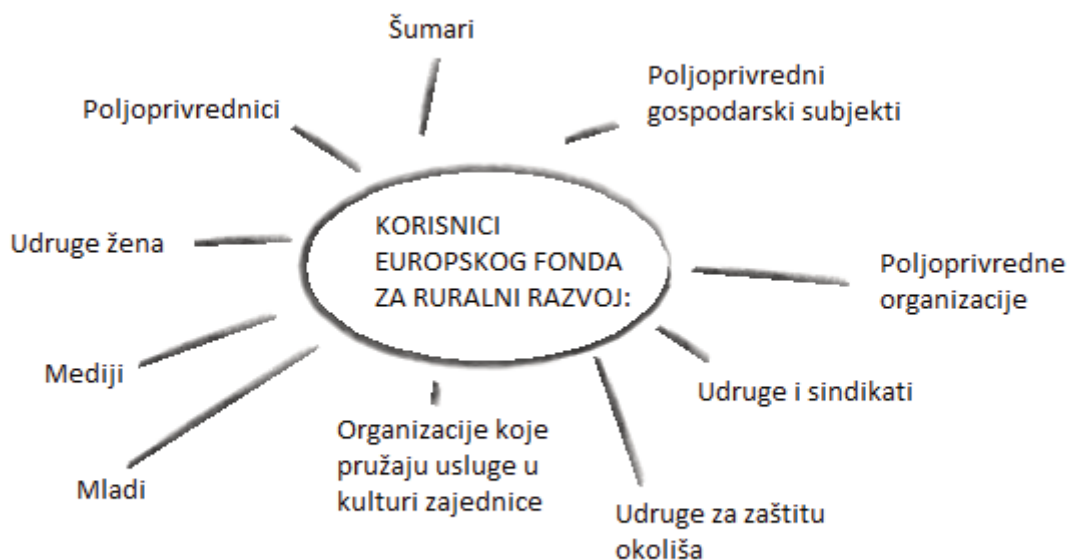 Šumari
Poljoprivredni
gospodarski subjekti
Poljoprivrednici
KORISNICI
EUROPSKOG FONDA
ZA RURALNI RAZVOJ:
Udruge žena
Poljoprivredne
organizacije
Mediji
Udruge i sindikati
Organizacije koje
pružaju usluge u
kulturi zajednice
Mladi
Udruge za zaštitu
okoliša